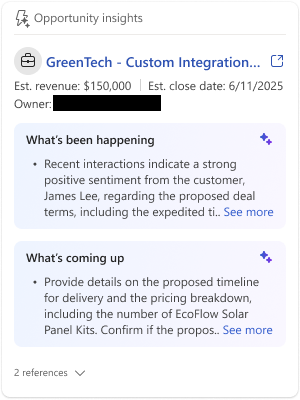 Opportunity insights
GreenTech - Custom Integration...
Est. revenue: $150,000 | Est. close date: 6/11/2025
Owner:
What's been happening
• Recent interactions indicate a strong
positive sentiment from the customer,
James Lee, regarding the proposed deal
terms, including the expedited ti.. See more
What's coming up
• Provide details on the proposed timeline
for delivery and the pricing breakdown,
including the number of EcoFlow Solar
Panel Kits. Confirm if the propos.. See more
2 references